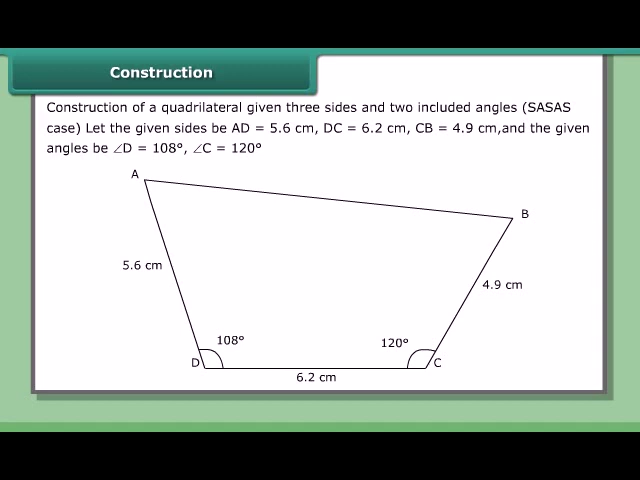 Construction
Construction of a quadrilateral given three sides and two included angles (SASAS
case) Let the given sides be AD = 5.6 cm, DC = 6.2 cm, CB = 4.9 cm,and the given
angles be ∠D = 108°, ∠C = 120°
A
B
5.6 cm
4.9 cm
108°
120°
D
C
6.2 cm